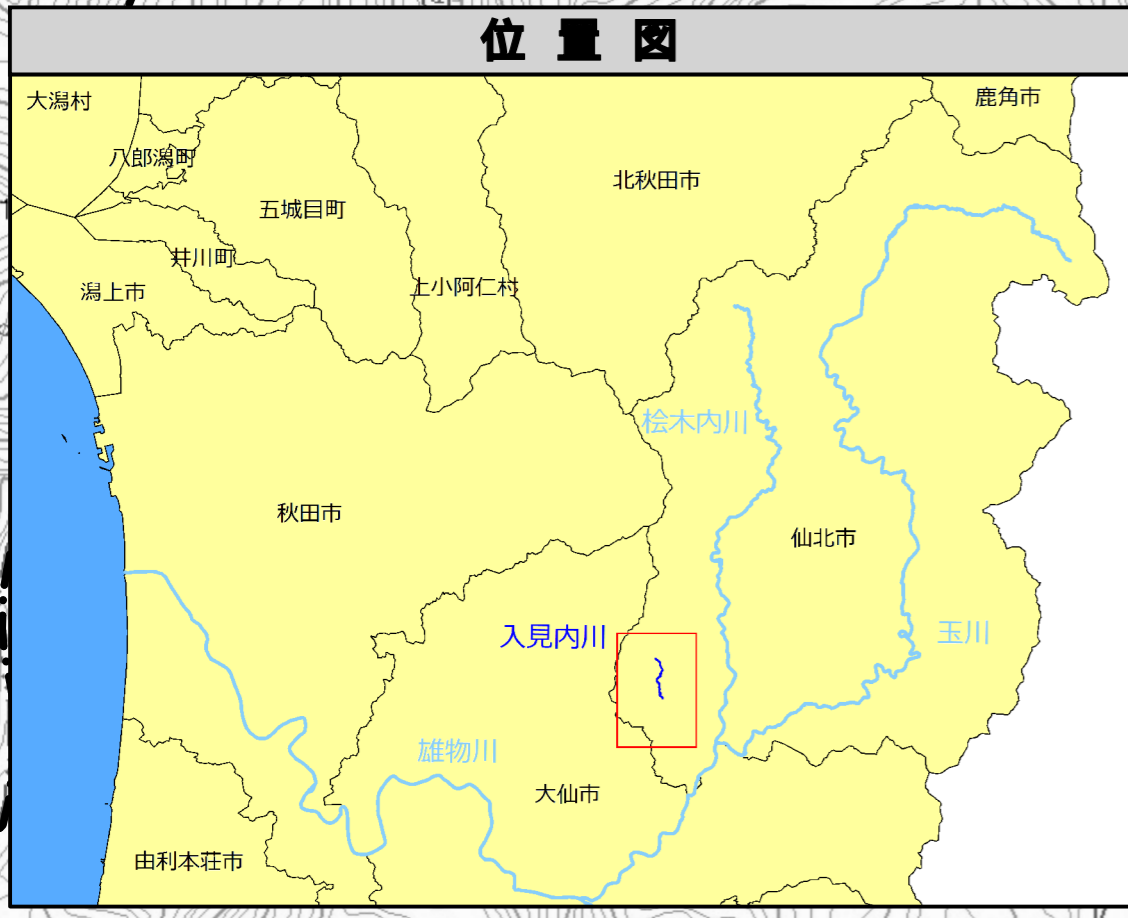 位置図
大潟村
鹿角市
八郎潟町
北秋田市
五城目町
井川町
上小阿仁村
潟上市
桧木内川
秋田市
仙北市
入見内川
玉川
雄物川
大仙市
由利本荘市